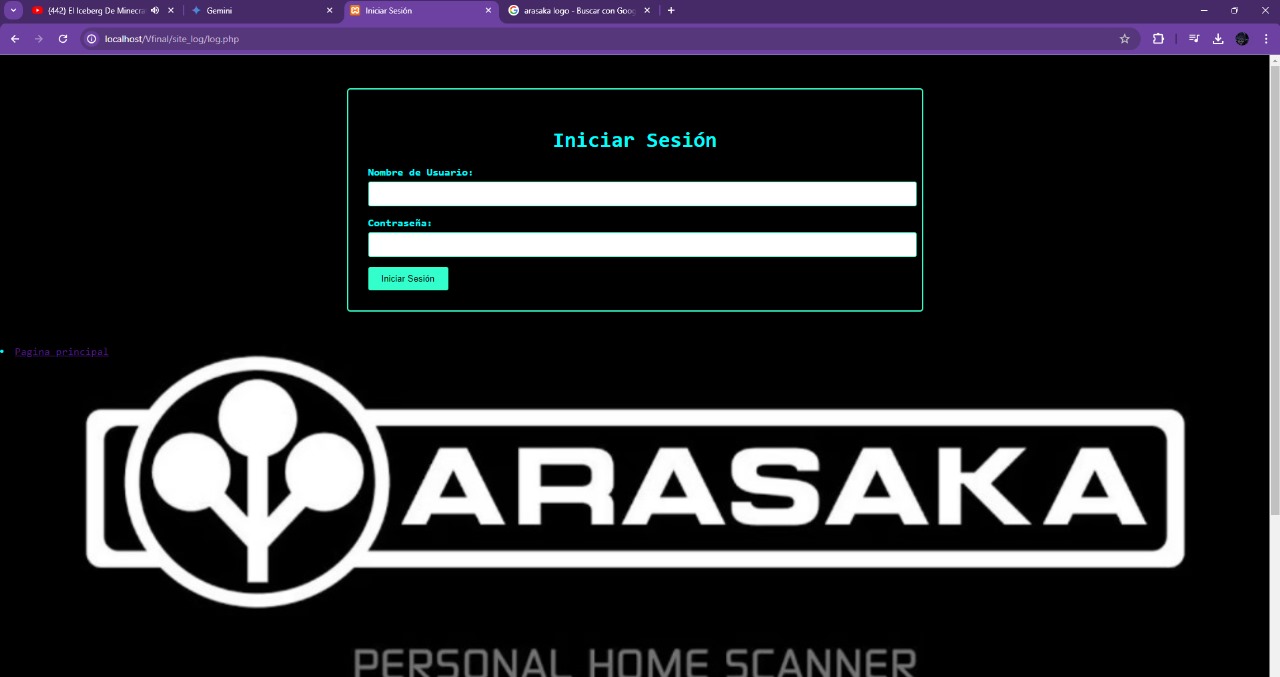 (442) El Iceberg De Minecra
Gemini
Iniciar Sesión
arasaka logo - Buscar con Goo
localhost/Vfinal/site_log/log.php
Iniciar Sesión
Nombre de Usuario:
Contraseña:
Iniciar Sesión
Pagina principal
ARASAKA
PERSONAL HOME SCANNER